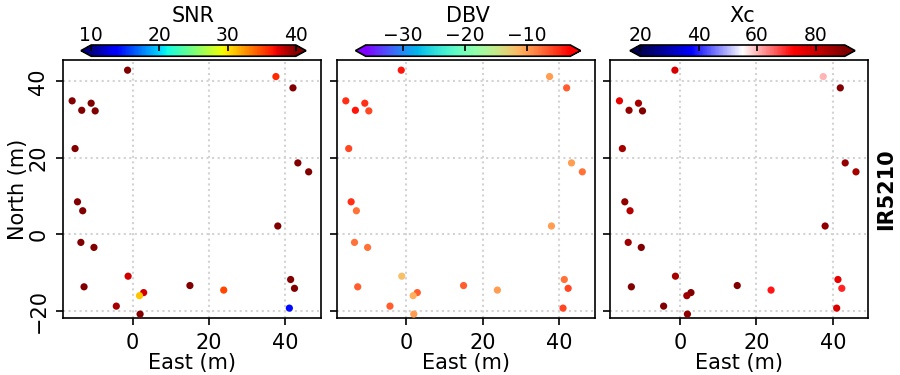 SNR DBV Xc
10 20 30 40 −30 −20 −10 20 40 60 80
40
20
0
−20
North (m)
IR5210
0 20 40 0 20 40 0 20 40
East (m) East (m) East (m)